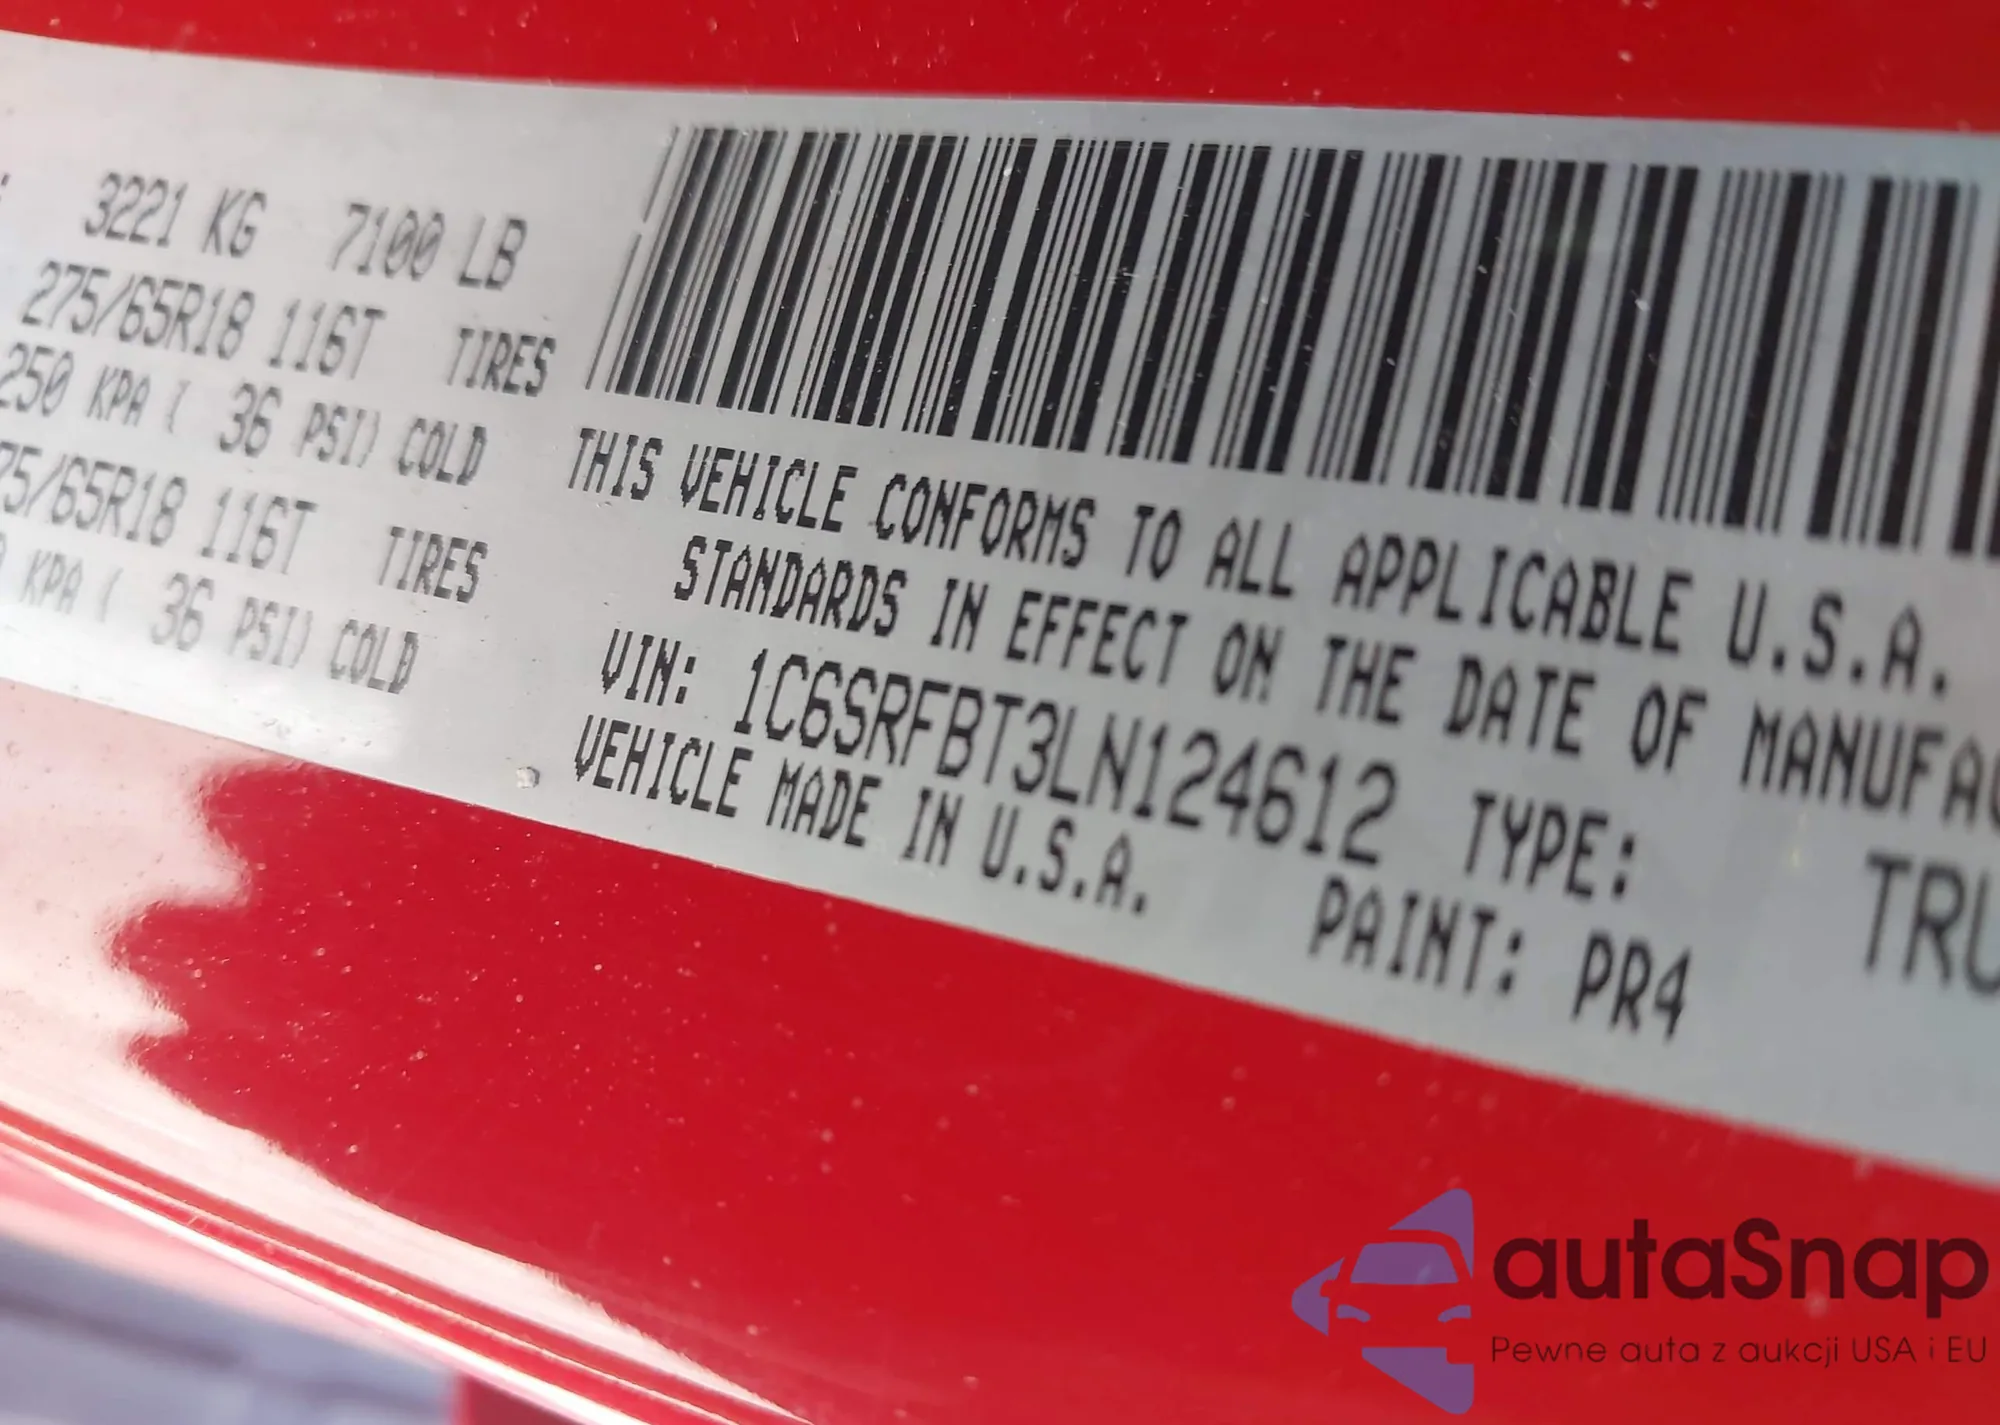 3221 KG 7100 LB
275/65R18 116T TIRES
250 KPA ( 36 PSI) COLD
75/65R18 116T TIRES
KPA ( 36 PSI) COLD
THIS VEHICLE CONFORMS TO ALL APPLICABLE U.S.A.
STANDARDS IN EFFECT ON THE DATE OF MANUFAC
VIN: 1C6SRFBT3LN124612 TYPE: TRU
VEHICLE MADE IN U.S.A. PAINT: PR4
autaSnap
Pewne auta z aukcji USA i EU